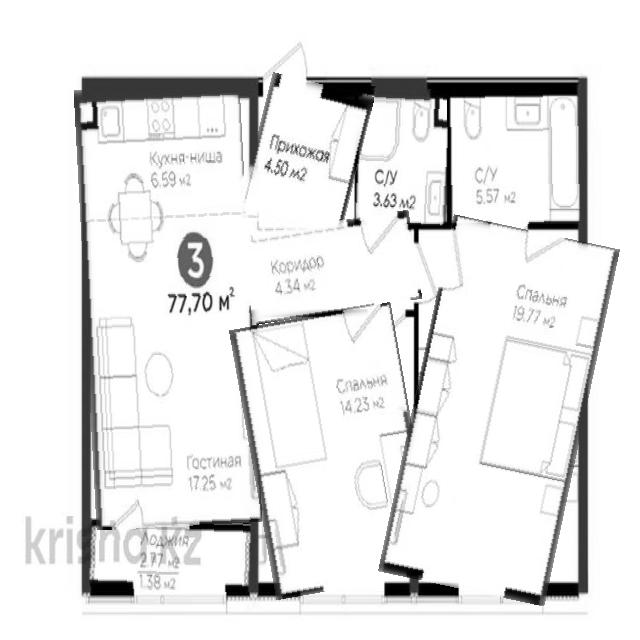 Кухня-ниша
6.59 м2
Прихожая
4.50 м2
С/У
3.63 м2
С/У
5.57 м2
3
77,70 м²
Коридор
4.34 м2
Спальня
19.77 м2
Спальня
14.23 м2
Гостиная
17.25 м2
Лоджия
2.77 м2
1.38 м2
krisha.kz